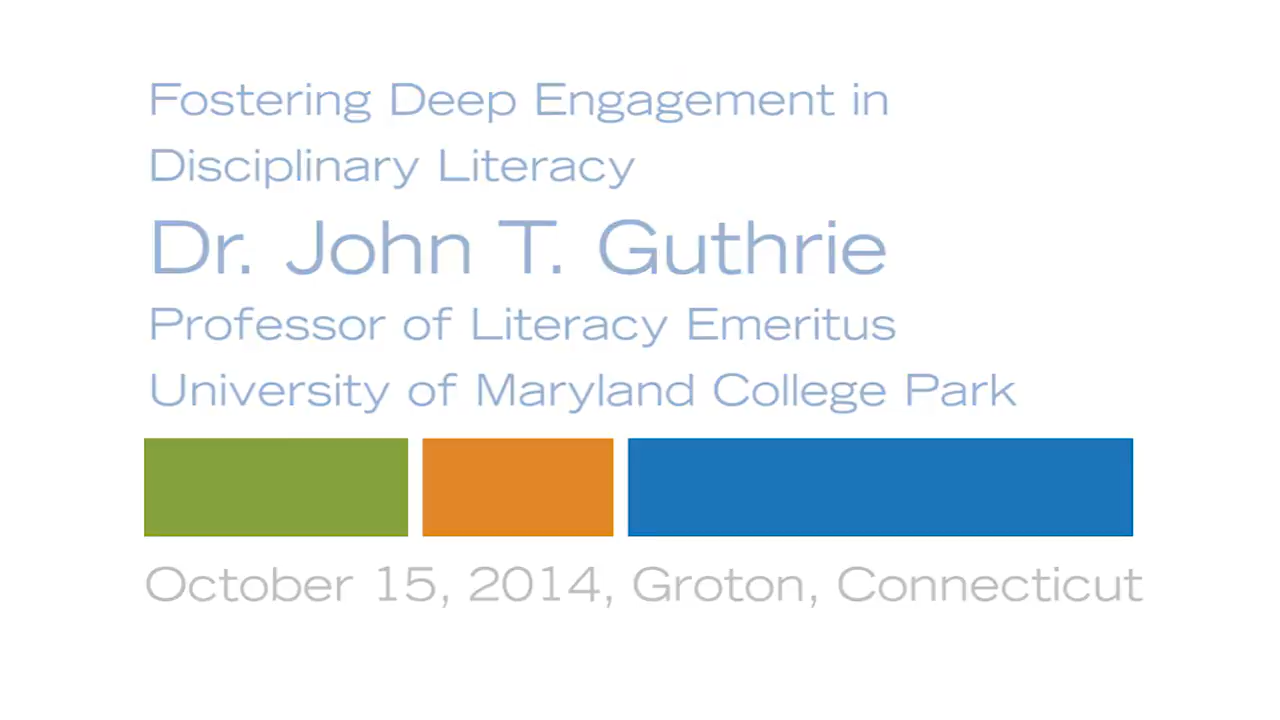 Fostering Deep Engagement in
Disciplinary Literacy
Dr. John T. Guthrie
Professor of Literacy Emeritus
University of Maryland College Park
October 15, 2014, Groton, Connecticut